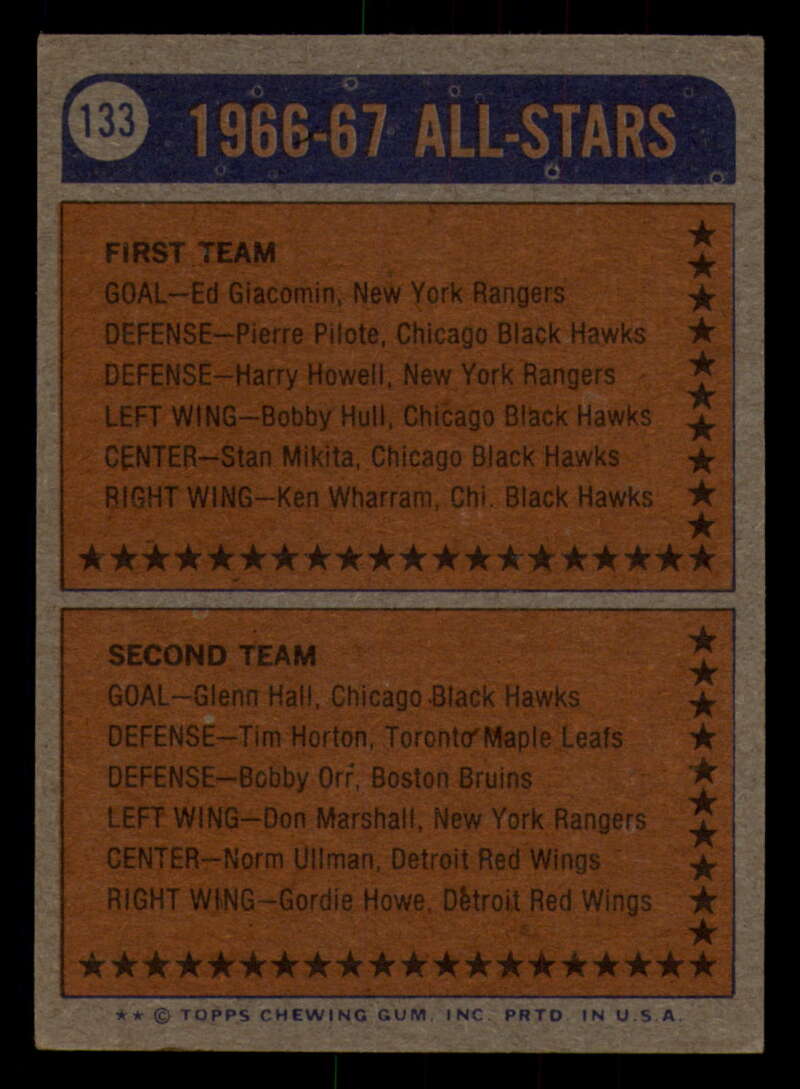 133
1966-67 ALL-STARS
FIRST TEAM
GOAL—Ed Giacomin, New York Rangers
DEFENSE—Pierre Pilote, Chicago Black Hawks
DEFENSE—Harry Howell, New York Rangers
LEFT WING—Bobby Hull, Chicago Black Hawks
CENTER—Stan Mikita, Chicago Black Hawks
RIGHT WING—Ken Wharram, Chi. Black Hawks
SECOND TEAM
GOAL—Glenn Hall, Chicago Black Hawks
DEFENSE—Tim Horton, Toronto Maple Leafs
DEFENSE—Bobby Orr, Boston Bruins
LEFT WING—Don Marshall, New York Rangers
CENTER—Norm Ullman, Detroit Red Wings
RIGHT WING—Gordie Howe, Detroit Red Wings
★★ © TOPPS CHEWING GUM, INC. PRTD. IN U.S.A.